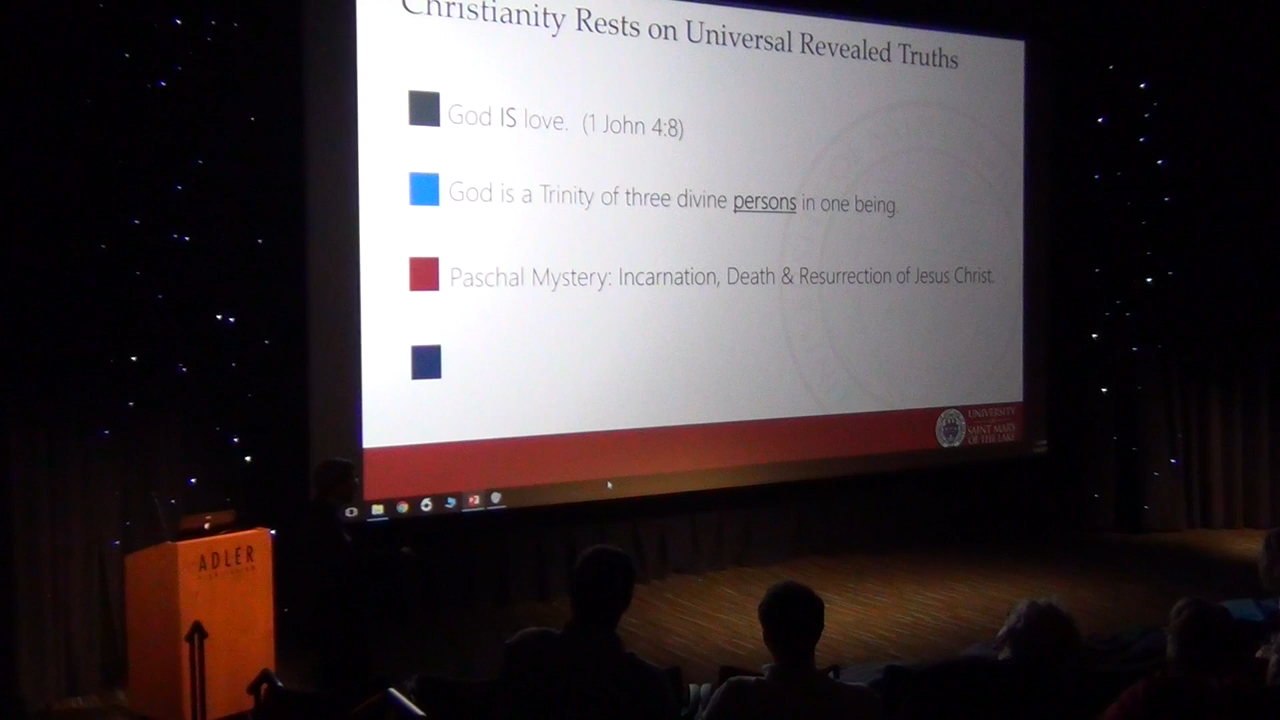 Christianity Rests on Universal Revealed Truths
God IS love. (1 John 4:8)
God is a Trinity of three divine persons in one being.
Paschal Mystery: Incarnation, Death & Resurrection of Jesus Christ.
UNIVERSITY
SAINT MARY
OF THE LAKE
ADLER